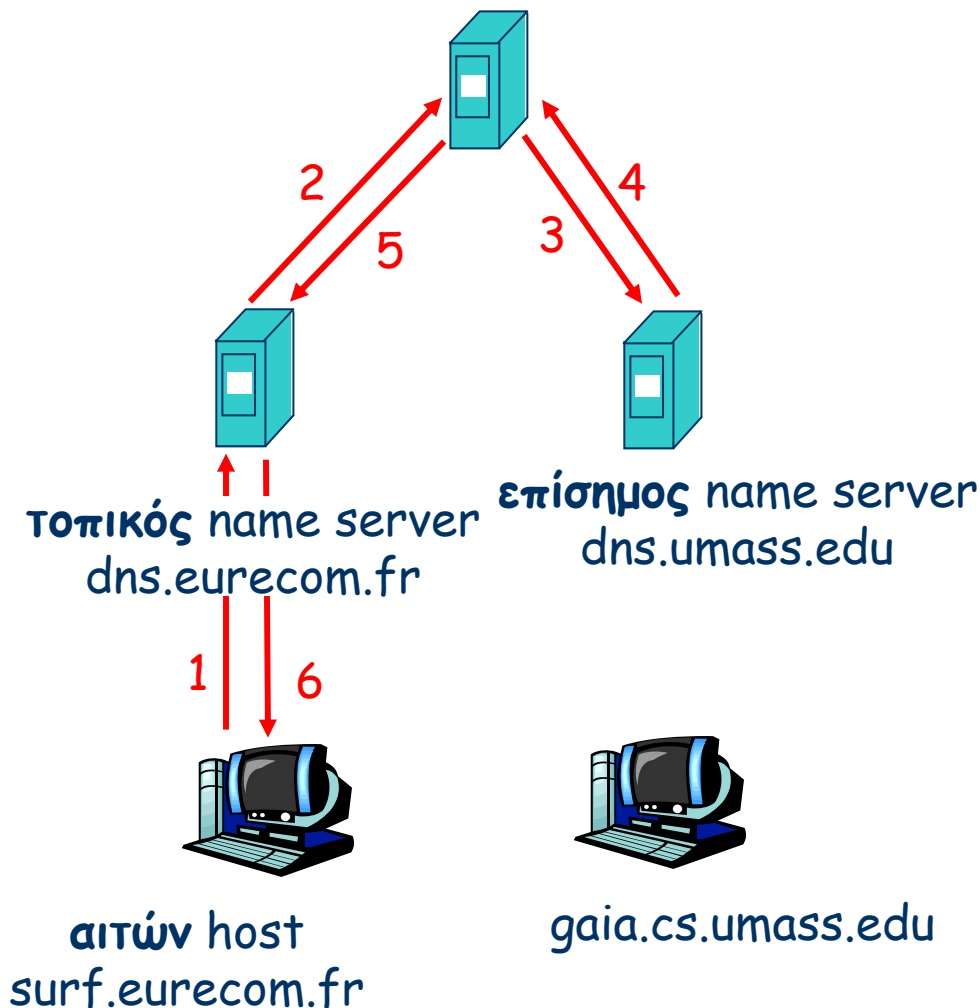 2
5
3
4
τοπικός name server
dns.eurecom.fr
επίσημος name server
dns.umass.edu
1
6
αιτών host
surf.eurecom.fr
gaia.cs.umass.edu